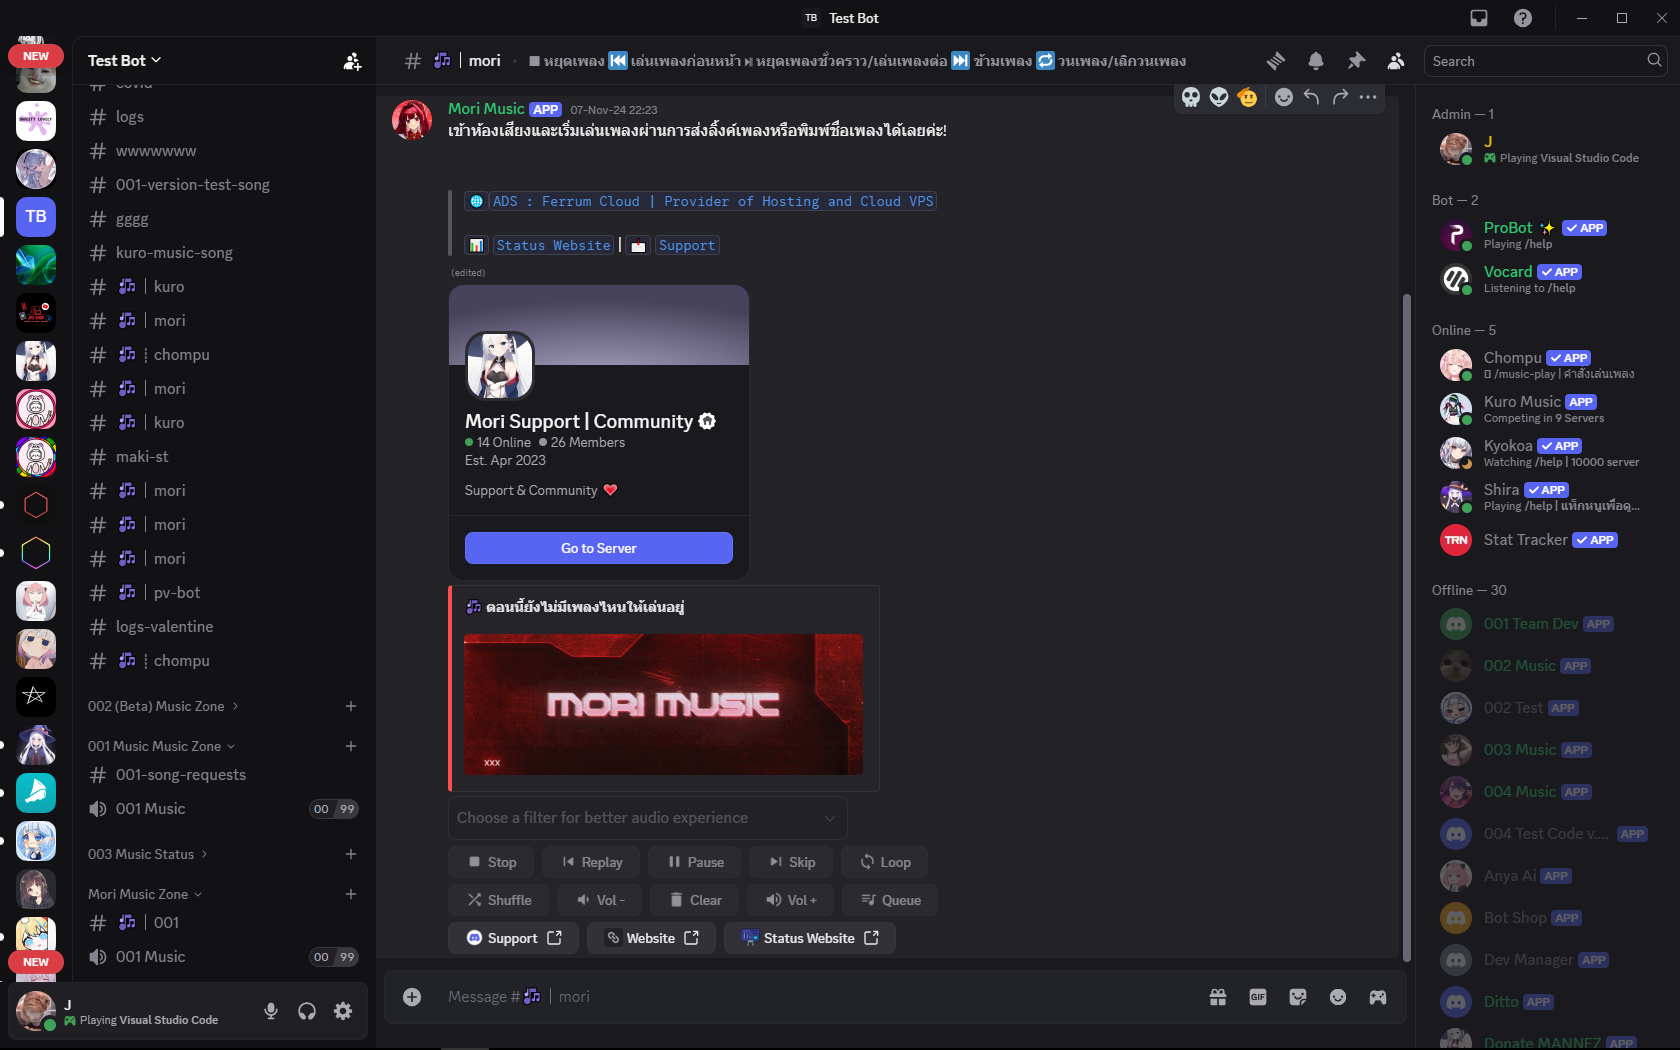 TB Test Bot
NEW
TB
NEW
Test Bot
covid
logs
wwwwwww
001-version-test-song
gggg
kuro-music-song
kuro
mori
┊ chompu
mori
kuro
maki-st
mori
mori
mori
pv-bot
logs-valentine
┊ chompu
002 (Beta) Music Zone
001 Music Music Zone
001-song-requests
001 Music 00 99
003 Music Status
Mori Music Zone
001
001 Music 00 99
J
Playing Visual Studio Code
# 🎶 | mori • ⏹ หยุดเพลง ⏮ เล่นเพลงก่อนหน้า ⏯ หยุดเพลงชั่วคราว/เล่นเพลงต่อ ⏭ ข้ามเพลง 🔁 วนเพลง/เลิกวนเพลง
Search
Mori Music APP 07-Nov-24 22:23
เข้าห้องเสียงและเริ่มเล่นเพลงผ่านการส่งลิ้งค์เพลงหรือพิมพ์ชื่อเพลงได้เลยค่ะ!
ADS : Ferrum Cloud | Provider of Hosting and Cloud VPS
Status Website | Support
(edited)
Mori Support | Community
14 Online 26 Members
Est. Apr 2023
Support & Community ❤
Go to Server
ตอนนี้ยังไม่มีเพลงไหนให้เล่นอยู่
MORI MUSIC
xxx
Choose a filter for better audio experience
Stop Replay Pause Skip Loop
Shuffle Vol - Clear Vol + Queue
Support Website Status Website
Message # 🎶 | mori
GIF
Admin — 1
J
Playing Visual Studio Code
Bot — 2
ProBot ✨ APP
Playing /help
Vocard APP
Listening to /help
Online — 5
Chompu APP
/music-play | คำสั่งเล่นเพลง
Kuro Music APP
Competing in 9 Servers
Kyokoa APP
Watching /help | 10000 server
Shira APP
Playing /help | แท็กหนูเพื่อดู...
TRN
Stat Tracker APP
Offline — 30
001 Team Dev APP
002 Music APP
002 Test APP
003 Music APP
004 Music APP
004 Test Code v.... APP
Anya Ai APP
Bot Shop APP
Dev Manager APP
Ditto APP
Donate MANNEZ APP